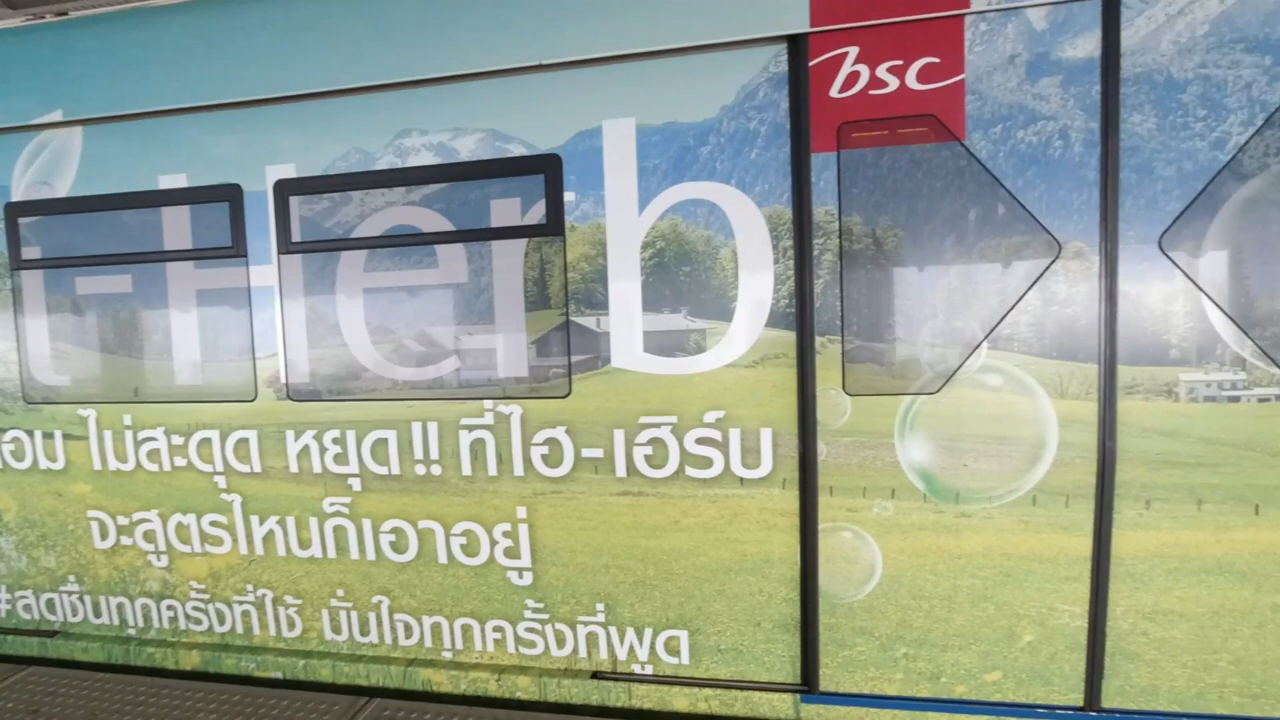 bsc
i-Herb
ไม่สะดุด หยุด!! ที่ไฮ-เฮิร์บ
จะสูตรไหนก็เอาอยู่
#สดชื่นทุกครั้งที่ใช้ มั่นใจทุกครั้งที่พูด